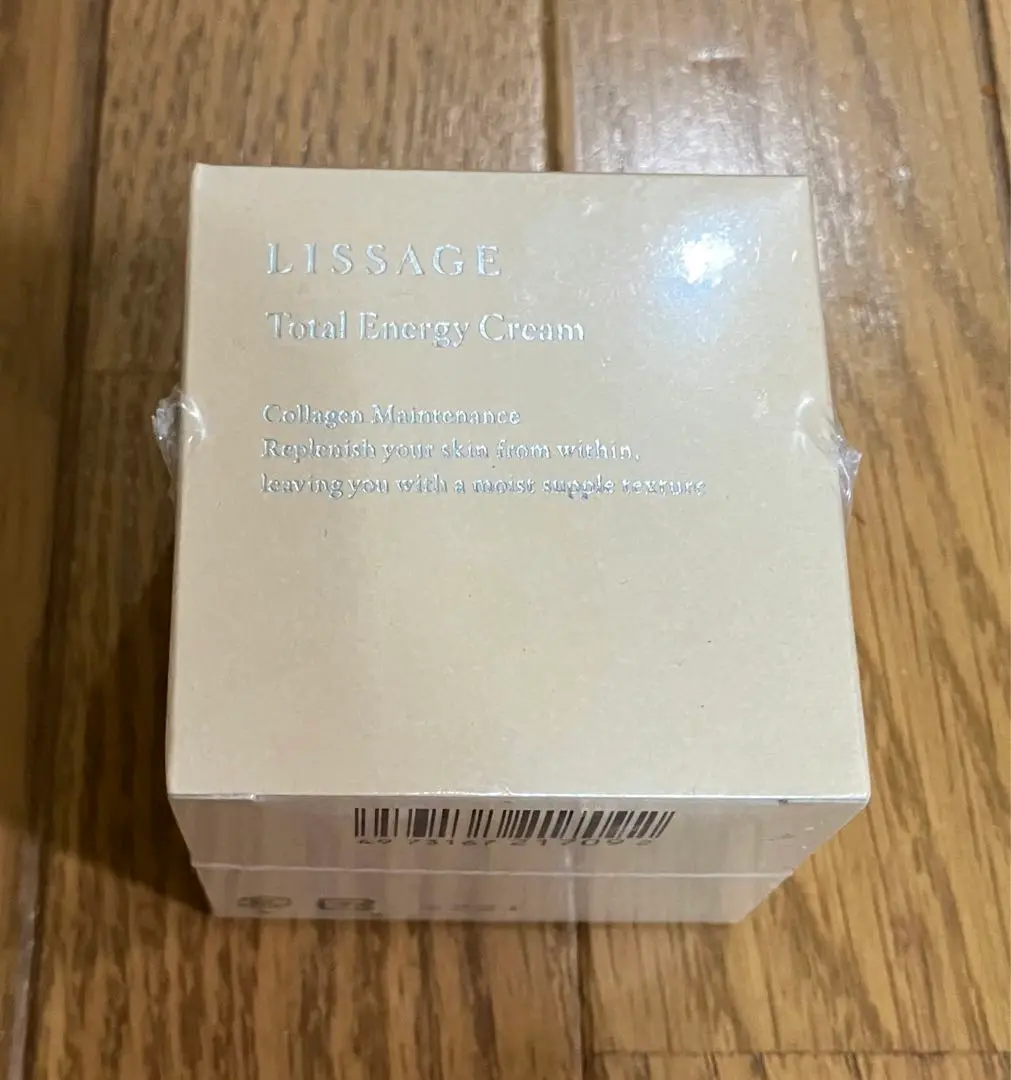 LISSAGE
Total Energy Cream
Collagen Maintenance
Replenish your skin from within,
leaving you with a moist supple texture